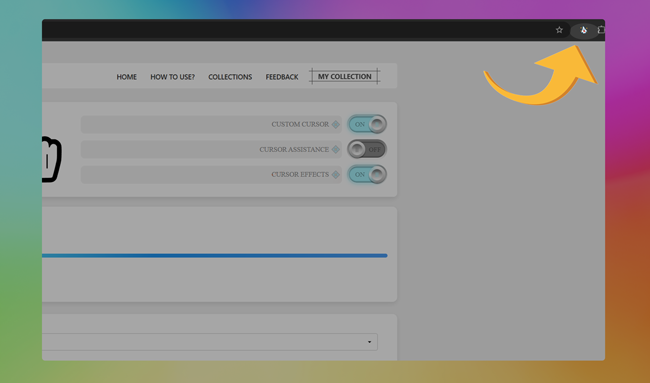 HOME HOW TO USE? COLLECTIONS FEEDBACK MY COLLECTION
CUSTOM CURSOR ON
CURSOR ASSISTANCE OFF
CURSOR EFFECTS ON